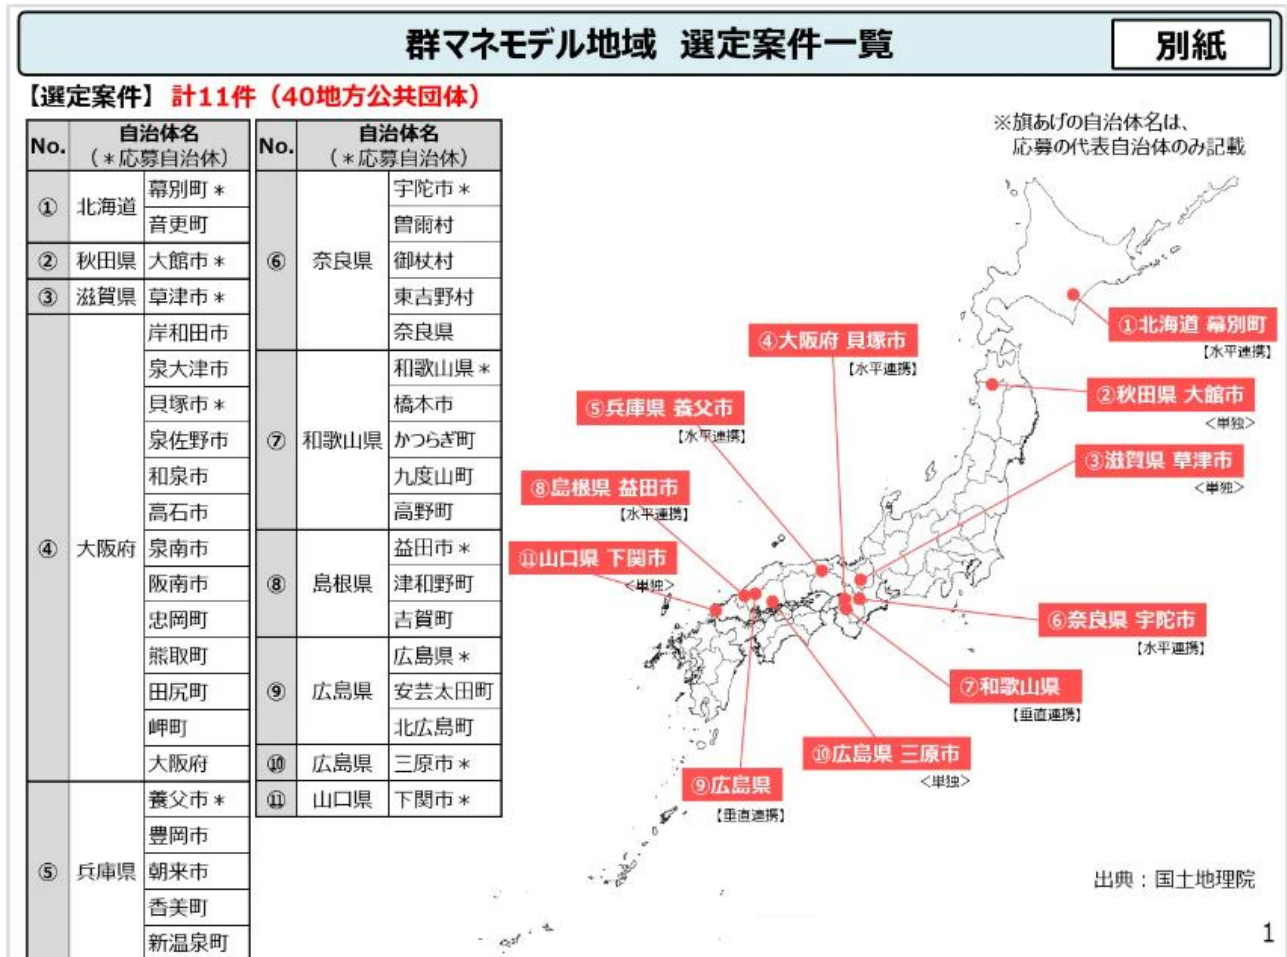 群マネモデル地域 選定案件一覧
別紙
【選定案件】 計11件（40地方公共団体）
No. 自治体名（＊応募自治体）
① 北海道 幕別町＊
音更町
② 秋田県 大館市＊
③ 滋賀県 草津市＊
④ 大阪府 岸和田市
泉大津市
貝塚市＊
泉佐野市
和泉市
高石市
泉南市
阪南市
忠岡町
熊取町
田尻町
岬町
大阪府
⑤ 兵庫県 養父市＊
豊岡市
朝来市
香美町
新温泉町
No. 自治体名（＊応募自治体）
⑥ 奈良県 宇陀市＊
曽爾村
御杖村
東吉野村
奈良県
⑦ 和歌山県 和歌山県＊
橋本市
かつらぎ町
九度山町
高野町
⑧ 島根県 益田市＊
津和野町
吉賀町
⑨ 広島県 広島県＊
安芸太田町
北広島町
⑩ 広島県 三原市＊
⑪ 山口県 下関市＊
※旗あげの自治体名は、
応募の代表自治体のみ記載
①北海道 幕別町
【水平連携】
②秋田県 大館市
＜単独＞
③滋賀県 草津市
＜単独＞
④大阪府 貝塚市
【水平連携】
⑤兵庫県 養父市
【水平連携】
⑧島根県 益田市
【水平連携】
⑪山口県 下関市
＜単独＞
⑥奈良県 宇陀市
【水平連携】
⑦和歌山県
【垂直連携】
⑩広島県 三原市
＜単独＞
⑨広島県
【垂直連携】
出典：国土地理院
1